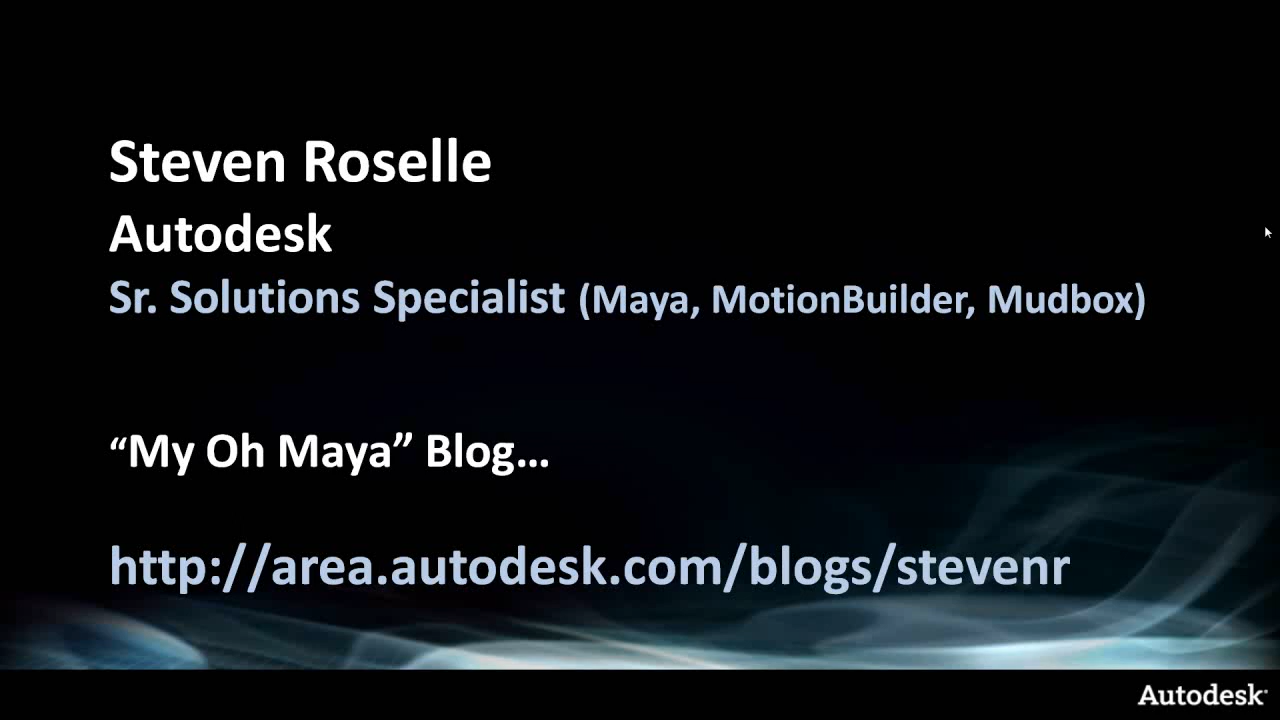 Steven Roselle
Autodesk
Sr. Solutions Specialist (Maya, MotionBuilder, Mudbox)
“My Oh Maya” Blog...
http://area.autodesk.com/blogs/stevenr
Autodesk